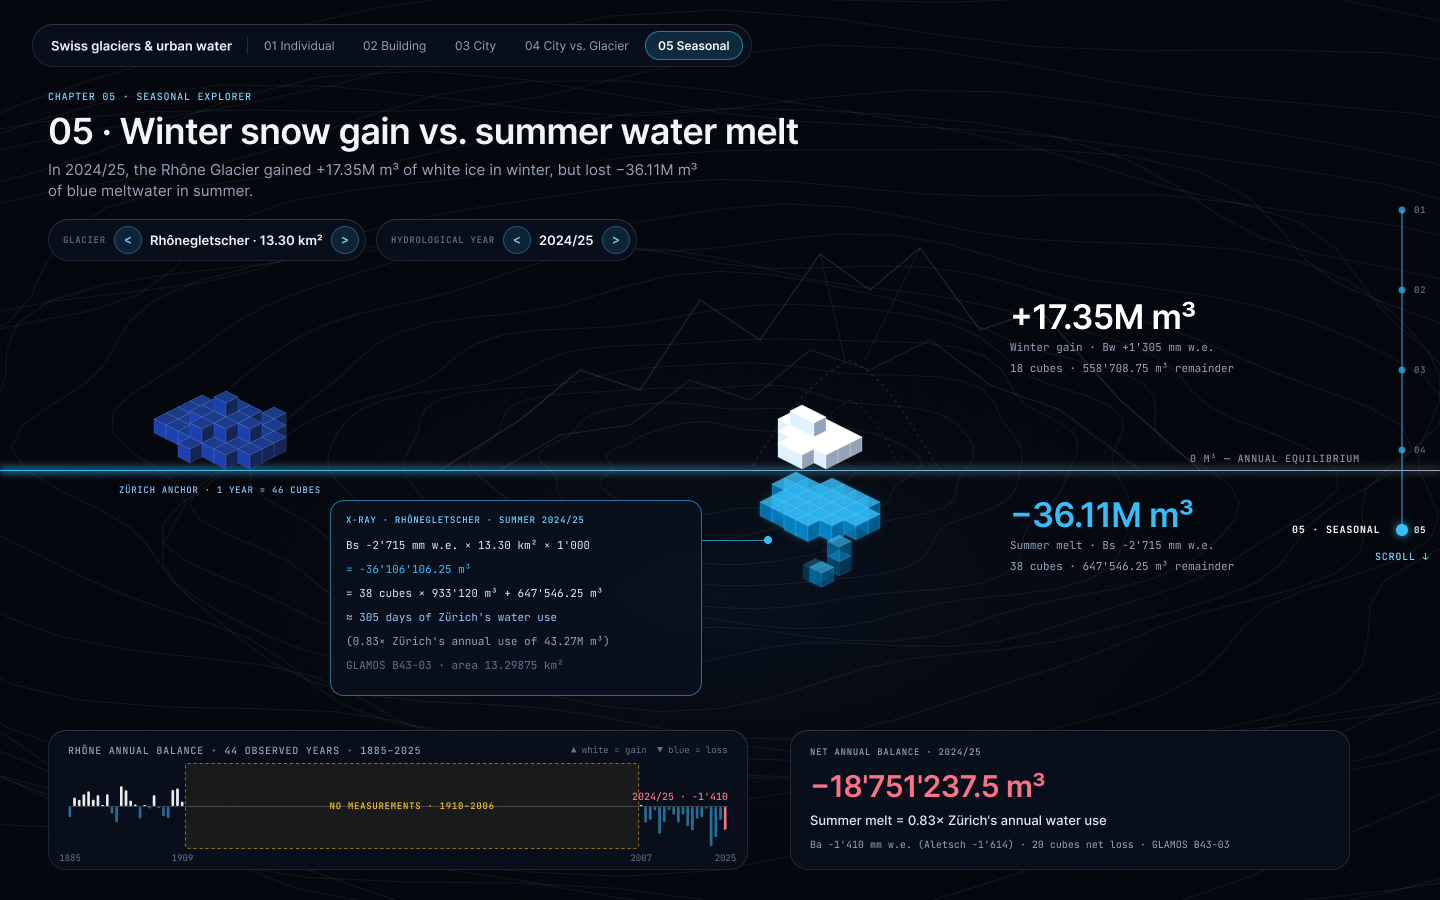 Swiss glaciers & urban water
01 Individual
02 Building
03 City
04 City vs. Glacier
05 Seasonal
CHAPTER 05 · SEASONAL EXPLORER
05 · Winter snow gain vs. summer water melt
In 2024/25, the Rhône Glacier gained +17.35M m³ of white ice in winter, but lost −36.11M m³
of blue meltwater in summer.
GLACIER < Rhônegletscher · 13.30 km² >
HYDROLOGICAL YEAR < 2024/25 >
01
02
03
04
05 · SEASONAL
05
SCROLL ↓
+17.35M m³
Winter gain · Bw +1'305 mm w.e.
18 cubes · 558'708.75 m³ remainder
0 M³ — ANNUAL EQUILIBRIUM
ZÜRICH ANCHOR · 1 YEAR = 46 CUBES
X-RAY · RHÔNEGLETSCHER · SUMMER 2024/25
Bs -2'715 mm w.e. × 13.30 km² × 1'000
= -36'106'106.25 m³
= 38 cubes × 933'120 m³ + 647'546.25 m³
≈ 305 days of Zürich's water use
(0.83× Zürich's annual use of 43.27M m³)
GLAMOS B43-03 · area 13.29875 km²
−36.11M m³
Summer melt · Bs -2'715 mm w.e.
38 cubes · 647'546.25 m³ remainder
RHÔNE ANNUAL BALANCE · 44 OBSERVED YEARS · 1885–2025
▲ white = gain ▼ blue = loss
NO MEASUREMENTS · 1910–2006
2024/25 · -1'410
1885
1909
2007
2025
NET ANNUAL BALANCE · 2024/25
−18'751'237.5 m³
Summer melt = 0.83× Zürich's annual water use
Ba -1'410 mm w.e. (Aletsch -1'614) · 20 cubes net loss · GLAMOS B43-03